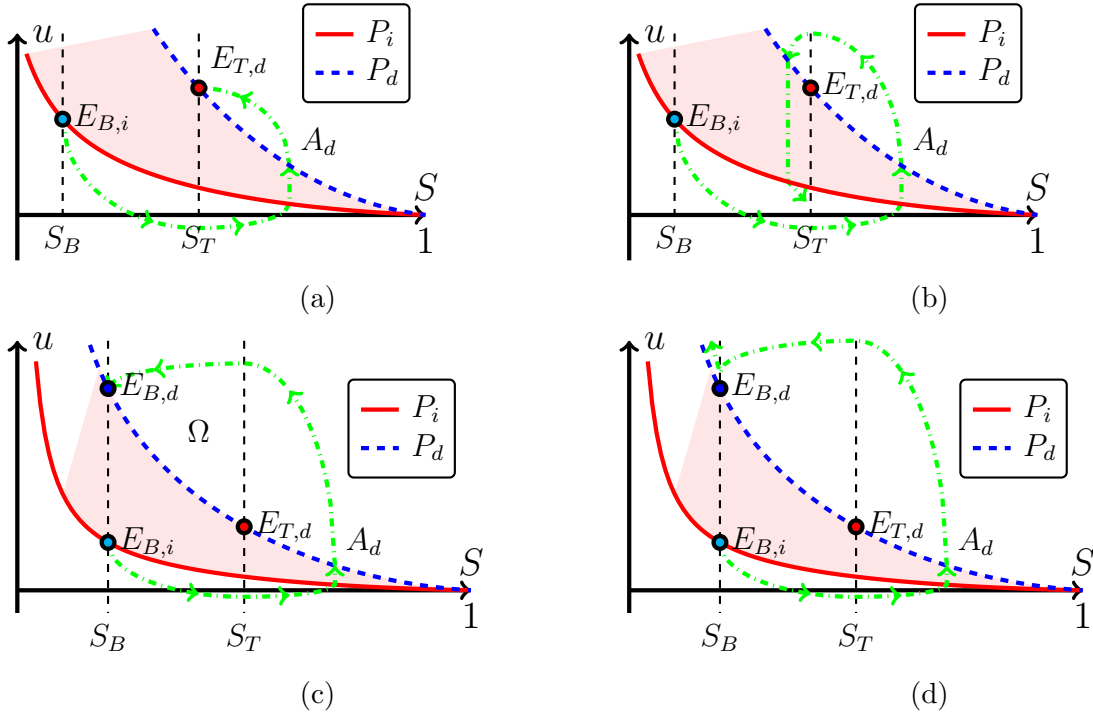 u
P_i
P_d
E_{T,d}
E_{B,i}
A_d
S
S_B
S_T
1
(a)
u
P_i
P_d
E_{T,d}
E_{B,i}
A_d
S
S_B
S_T
1
(b)
u
E_{B,d}
P_i
P_d
Ω
E_{T,d}
E_{B,i}
A_d
S
S_B
S_T
1
(c)
u
E_{B,d}
P_i
P_d
E_{T,d}
E_{B,i}
A_d
S
S_B
S_T
1
(d)